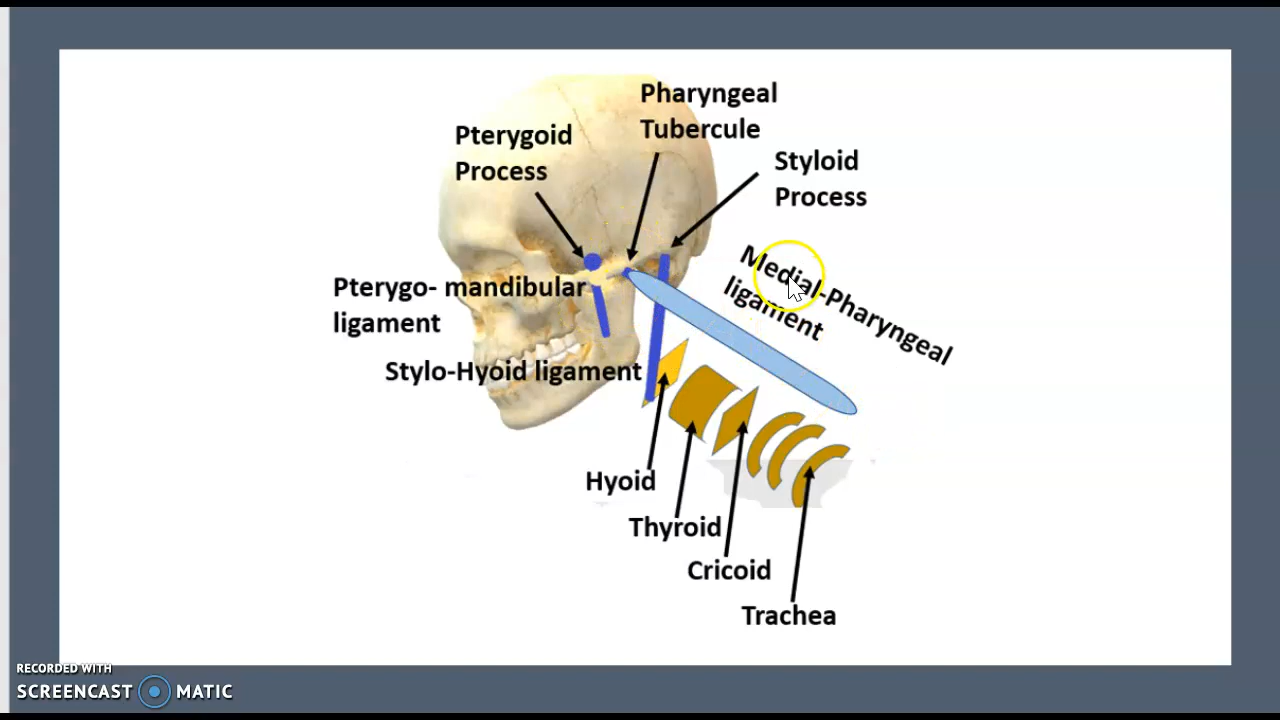 Pharyngeal
Tubercule
Pterygoid
Process
Styloid
Process
Medial-Pharyngeal
ligament
Pterygo- mandibular
ligament
Stylo-Hyoid ligament
Hyoid
Thyroid
Cricoid
Trachea
RECORDED WITH
SCREENCAST MATIC